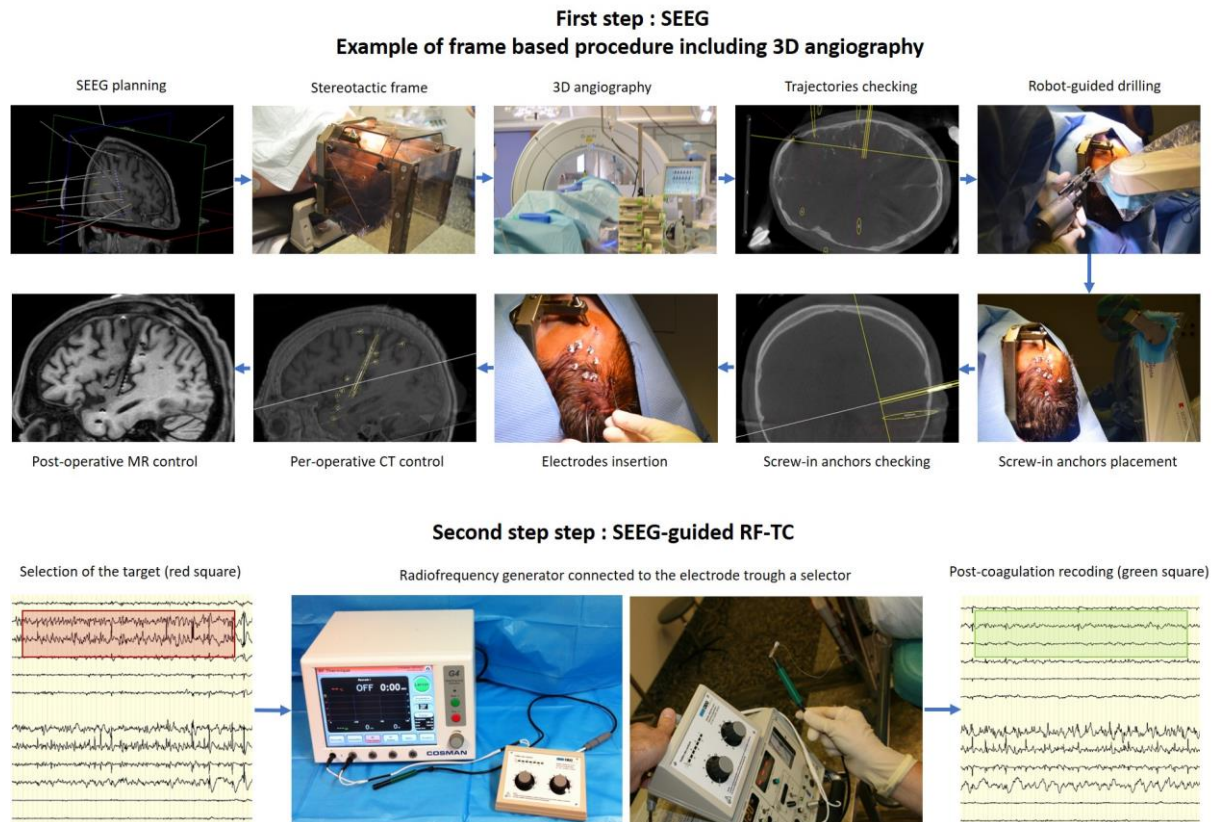 First step : SEEG
Example of frame based procedure including 3D angiography
SEEG planning
Stereotactic frame
3D angiography
Trajectories checking
Robot-guided drilling
Post-operative MR control
Per-operative CT control
Electrodes insertion
Screw-in anchors checking
Screw-in anchors placement
Second step step : SEEG-guided RF-TC
Selection of the target (red square)
Radiofrequency generator connected to the electrode trough a selector
Post-coagulation recoding (green square)
OFF 0:00
G4
COSMAN